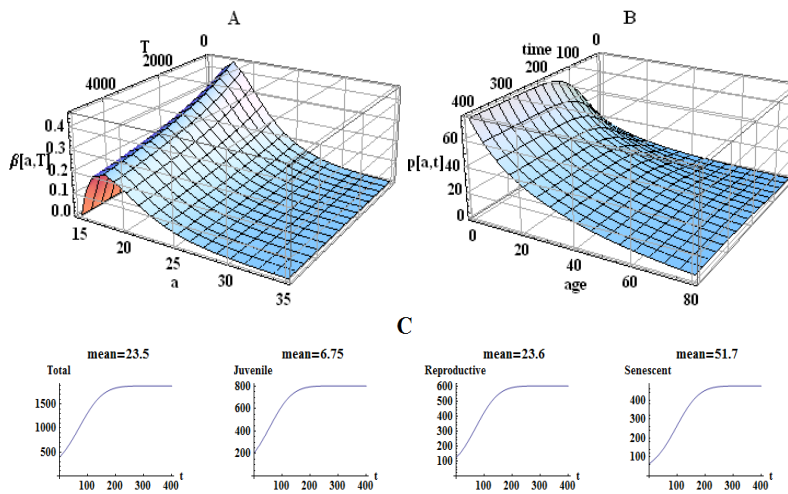 A
T
0
2000
4000
0.4
0.3
β[a,T]
0.2
0.1
0.0
15
20
25
30
35
a
B
time
0
100
200
300
400
60
p[a,t]
40
20
0
0
20
40
60
80
age
C
mean=23.5
Total
1500
1000
500
100 200 300 400
t
mean=6.75
Juvenile
800
600
400
200
100 200 300 400
t
mean=23.6
Reproductive
600
500
400
300
200
100
100 200 300 400
t
mean=51.7
Senescent
400
300
200
100
100 200 300 400
t